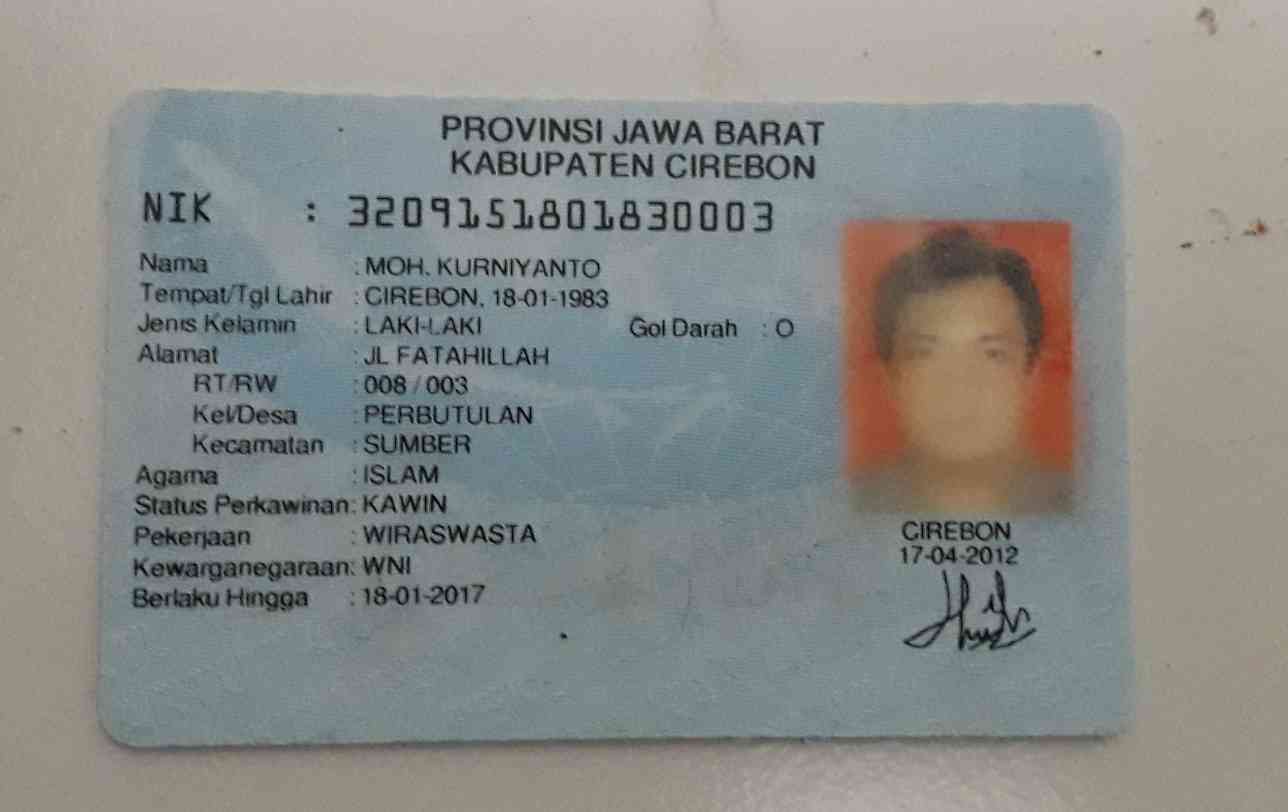 PROVINSI JAWA BARAT
KABUPATEN CIREBON
NIK : 3209151801830003
Nama : MOH. KURNIYANTO
Tempat/Tgl Lahir : CIREBON, 18-01-1983
Jenis Kelamin : LAKI-LAKI Gol Darah : O
Alamat : JL FATAHILLAH
RT/RW : 008 / 003
Kel/Desa : PERBUTULAN
Kecamatan : SUMBER
Agama : ISLAM
Status Perkawinan: KAWIN
Pekerjaan : WIRASWASTA
Kewarganegaraan: WNI
Berlaku Hingga : 18-01-2017
CIREBON
17-04-2012